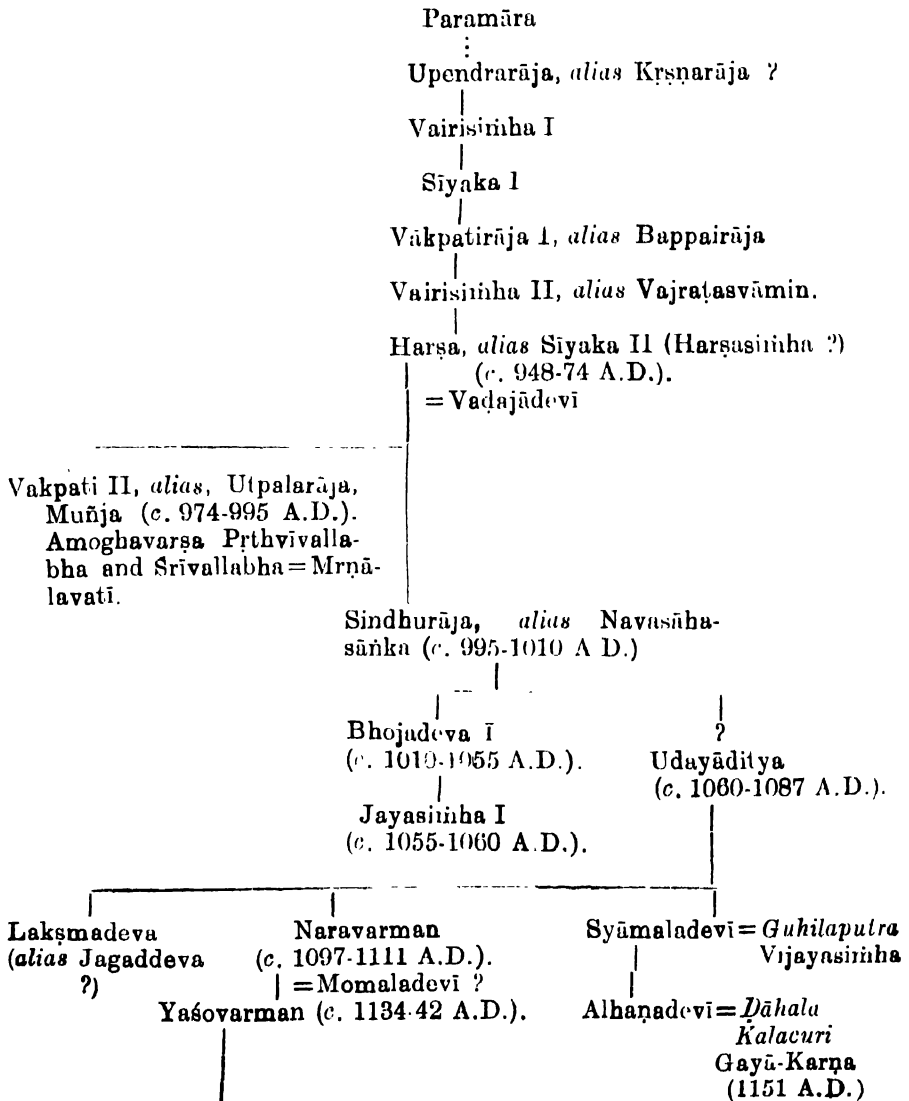 Paramāra
Upendrarāja, alias Kṛṣṇarāja ?
Vairisiṁha I
Sīyaka I
Vākpatirāja I, alias Bappairāja
Vairisiṁha II, alias Vajraṭasvāmin.
Harṣa, alias Sīyaka II (Harṣasiṁha ?)
(c. 948-74 A.D.).
= Vaḍajādevī
Vakpati II, alias, Utpalarāja,
Muñja (c. 974-995 A.D.).
Amoghavarṣa Pṛthvīvalla-
bha and Srīvallabha = Mrṇā-
lavatī.
Sindhurāja, alias Navasāha-
sāṅka (c. 995-1010 A D.)
Bhojadeva Ī
(c. 1010-1055 A.D.).
Jayasiṁha I
(c. 1055-1060 A.D.).
?
Udayāditya
(c. 1060-1087 A.D.).
Lakṣmadeva
(alias Jagaddeva
?)
Naravarman
(c. 1097-1111 A.D.).
= Momaladevī ?
Yaśovarman (c. 1134-42 A.D.).
Syāmaladevī = Guhilaputra
Vijayasiṁha
Alhaṇadevī = Ḍāhala
Kalacuri
Gayā-Karṇa
(1151 A.D.)